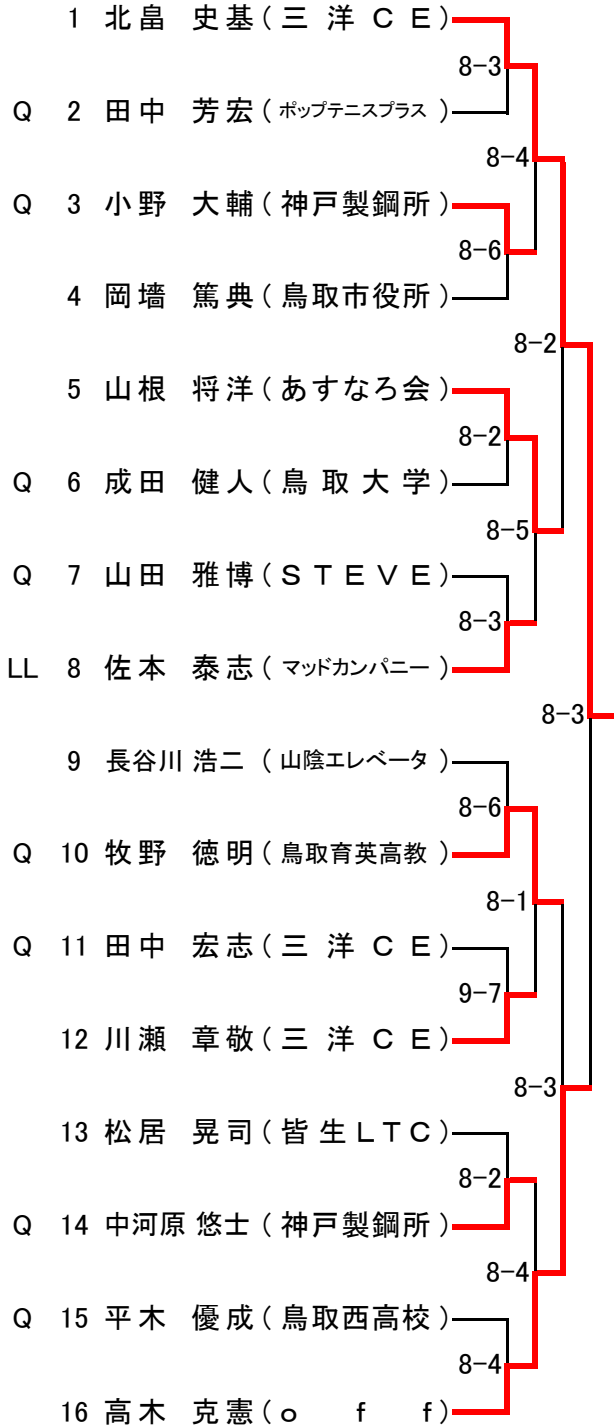 1 北畠 史基(三 洋 C E)
8-3
Q 2 田中 芳宏(ポップテニスプラス)
8-4
Q 3 小野 大輔(神戸製鋼所)
8-6
4 岡墻 篤典(鳥取市役所)
8-2
5 山根 将洋(あすなろ会)
8-2
Q 6 成田 健人(鳥 取 大 学)
8-5
Q 7 山田 雅博(S T E V E)
8-3
LL 8 佐本 泰志(マッドカンパニー)
8-3
9 長谷川 浩二(山陰エレベータ)
8-6
Q 10 牧野 徳明(鳥取育英高教)
8-1
Q 11 田中 宏志(三 洋 C E)
9-7
12 川瀬 章敬(三 洋 C E)
8-3
13 松居 晃司(皆生LTC)
8-2
Q 14 中河原 悠士(神戸製鋼所)
8-4
Q 15 平木 優成(鳥取西高校)
8-4
16 高木 克憲(o f f)